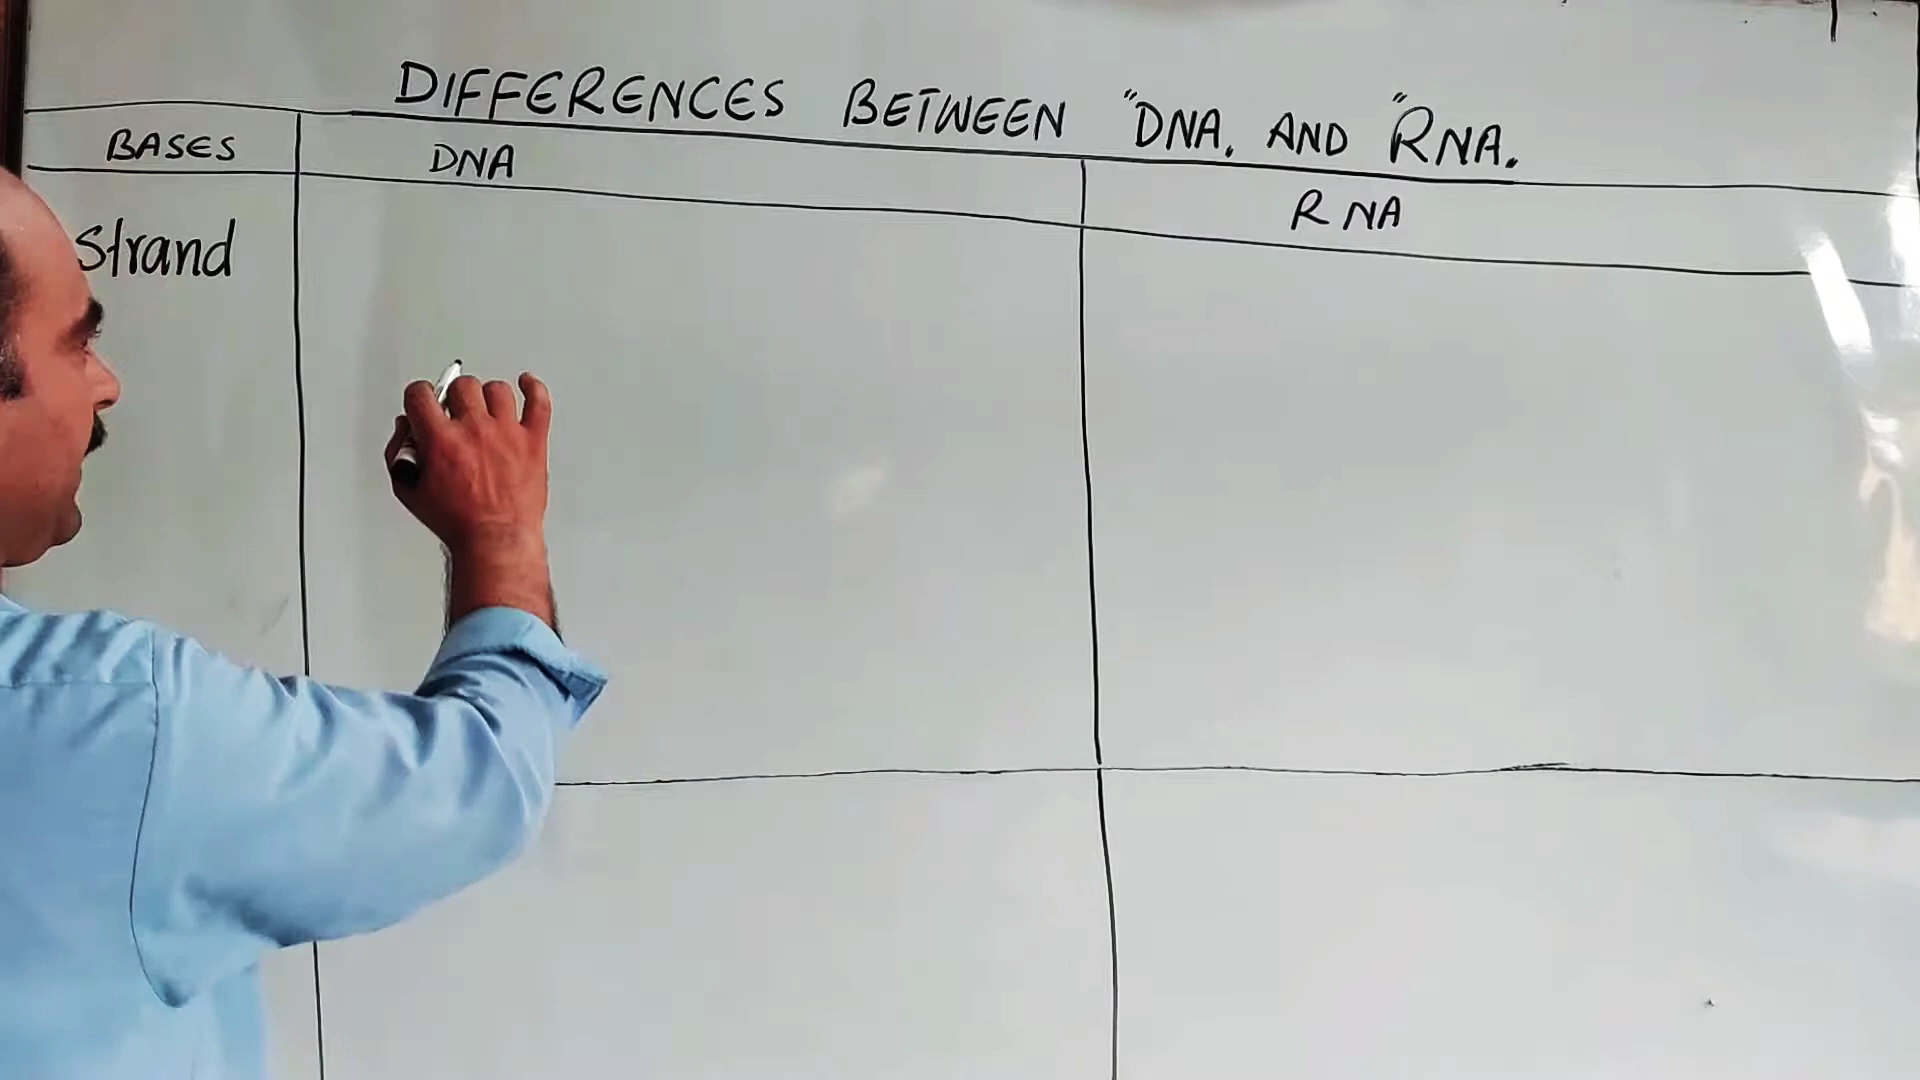 DIFFERENCES BETWEEN "DNA. AND "RNA.
BASES DNA RNA
Strand